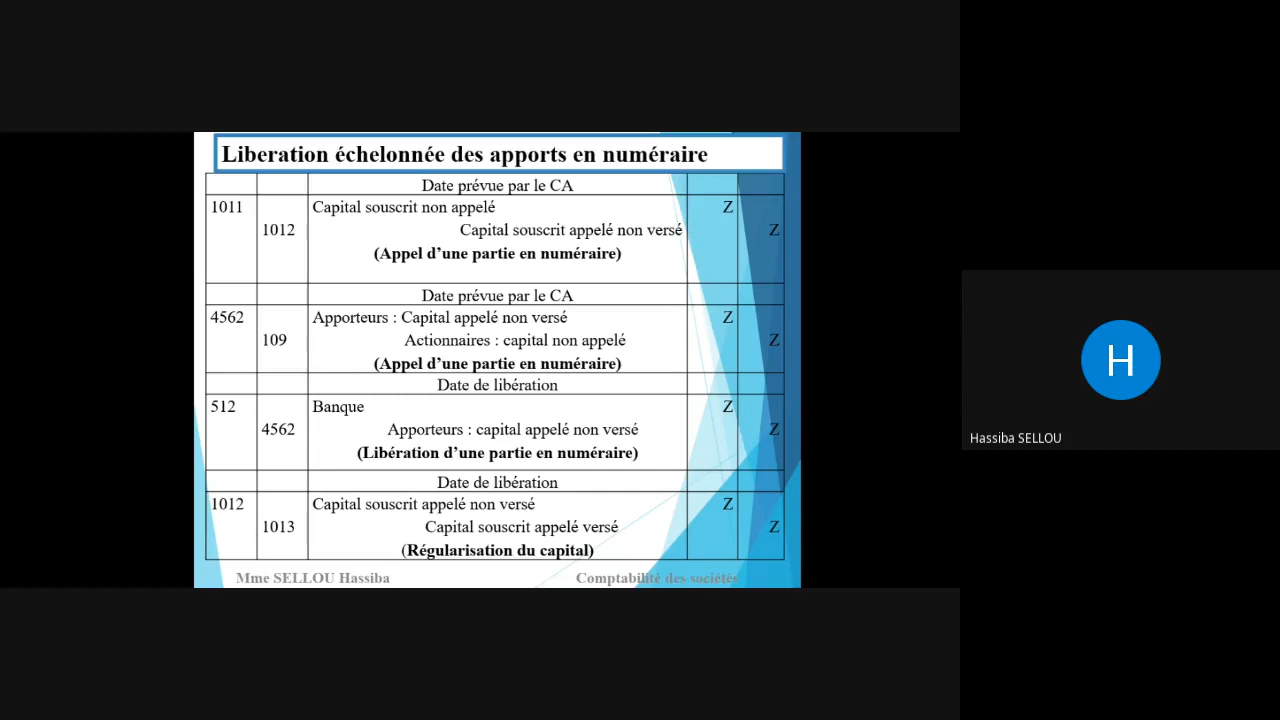 Liberation échelonnée des apports en numéraire
Date prévue par le CA
1011 Capital souscrit non appelé Z
1012 Capital souscrit appelé non versé Z
(Appel d’une partie en numéraire)
Date prévue par le CA
4562 Apporteurs : Capital appelé non versé Z
109 Actionnaires : capital non appelé Z
(Appel d’une partie en numéraire)
Date de libération
512 Banque Z
4562 Apporteurs : capital appelé non versé Z
(Libération d’une partie en numéraire)
Date de libération
1012 Capital souscrit appelé non versé Z
1013 Capital souscrit appelé versé Z
(Régularisation du capital)
Mme SELLOU Hassiba Comptabilité des sociétés
H
Hassiba SELLOU